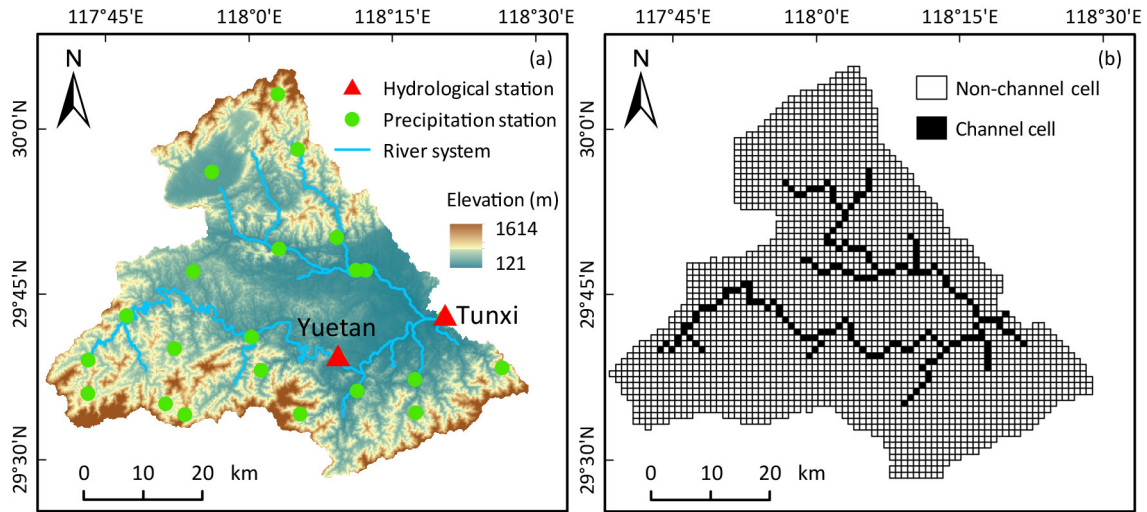 117°45'E 118°0'E 118°15'E 118°30'E
117°45'E 118°0'E 118°15'E 118°30'E
30°0'N
29°45'N
29°30'N
N
(a)
Hydrological station
Precipitation station
River system
Elevation (m)
1614
121
Tunxi
Yuetan
0 10 20 km
30°0'N
29°45'N
29°30'N
N
(b)
Non-channel cell
Channel cell
0 10 20 km